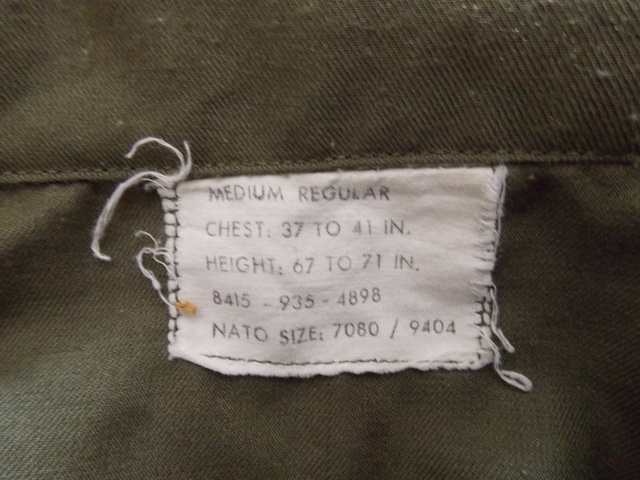 MEDIUM REGULAR
CHEST: 37 TO 41 IN.
HEIGHT: 67 TO 71 IN.
8415 - 935 - 4898
NATO SIZE: 7080 / 9404